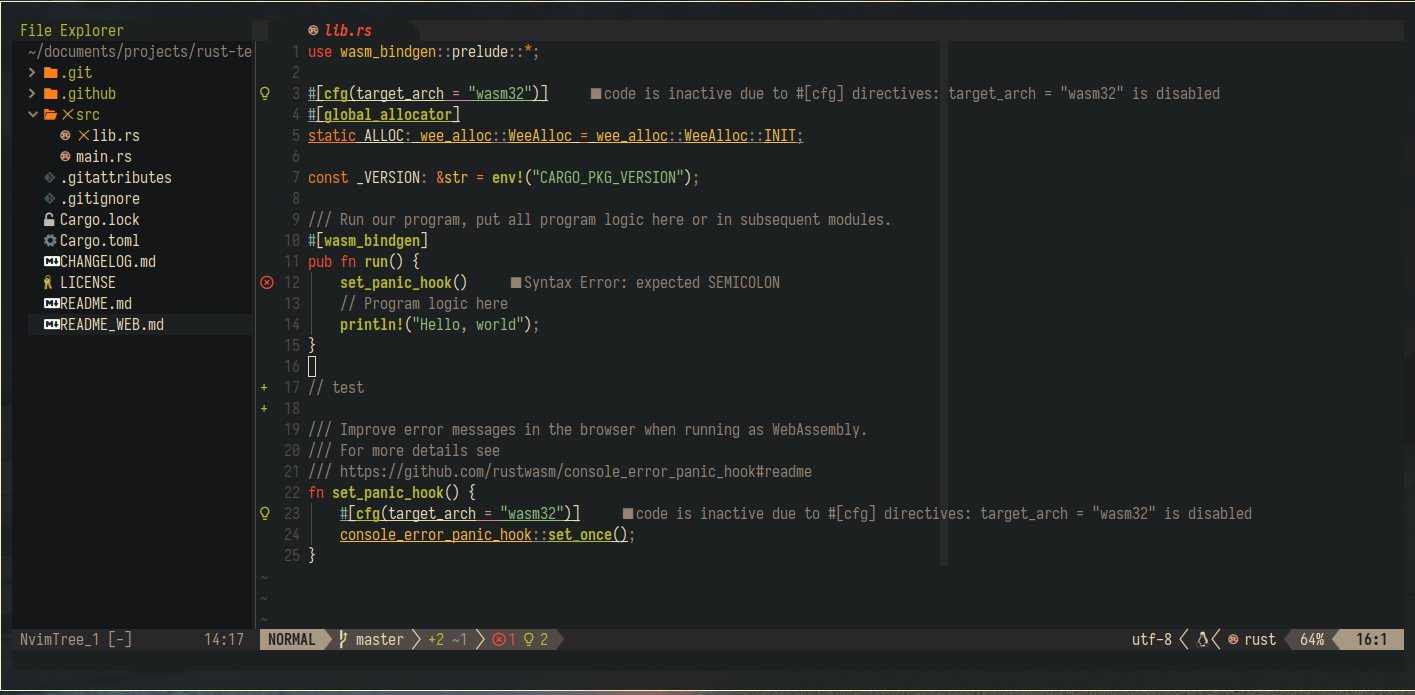 File Explorer
~/documents/projects/rust-te
.git
.github
src
lib.rs
main.rs
.gitattributes
.gitignore
Cargo.lock
Cargo.toml
CHANGELOG.md
LICENSE
README.md
README_WEB.md
NvimTree_1 [-] 14:17
lib.rs
1 use wasm_bindgen::prelude::*;
2
3 #[cfg(target_arch = "wasm32")] ■code is inactive due to #[cfg] directives: target_arch = "wasm32" is disabled
4 #[global_allocator]
5 static ALLOC: wee_alloc::WeeAlloc = wee_alloc::WeeAlloc::INIT;
6
7 const _VERSION: &str = env!("CARGO_PKG_VERSION");
8
9 /// Run our program, put all program logic here or in subsequent modules.
10 #[wasm_bindgen]
11 pub fn run() {
12 set_panic_hook() ■Syntax Error: expected SEMICOLON
13 // Program logic here
14 println!("Hello, world");
15 }
16
+ 17 // test
+ 18
19 /// Improve error messages in the browser when running as WebAssembly.
20 /// For more details see
21 /// https://github.com/rustwasm/console_error_panic_hook#readme
22 fn set_panic_hook() {
23 #[cfg(target_arch = "wasm32")] ■code is inactive due to #[cfg] directives: target_arch = "wasm32" is disabled
24 console_error_panic_hook::set_once();
25 }
~
~
~
NORMAL master +2 ~1 1 2 utf-8 rust 64% 16:1